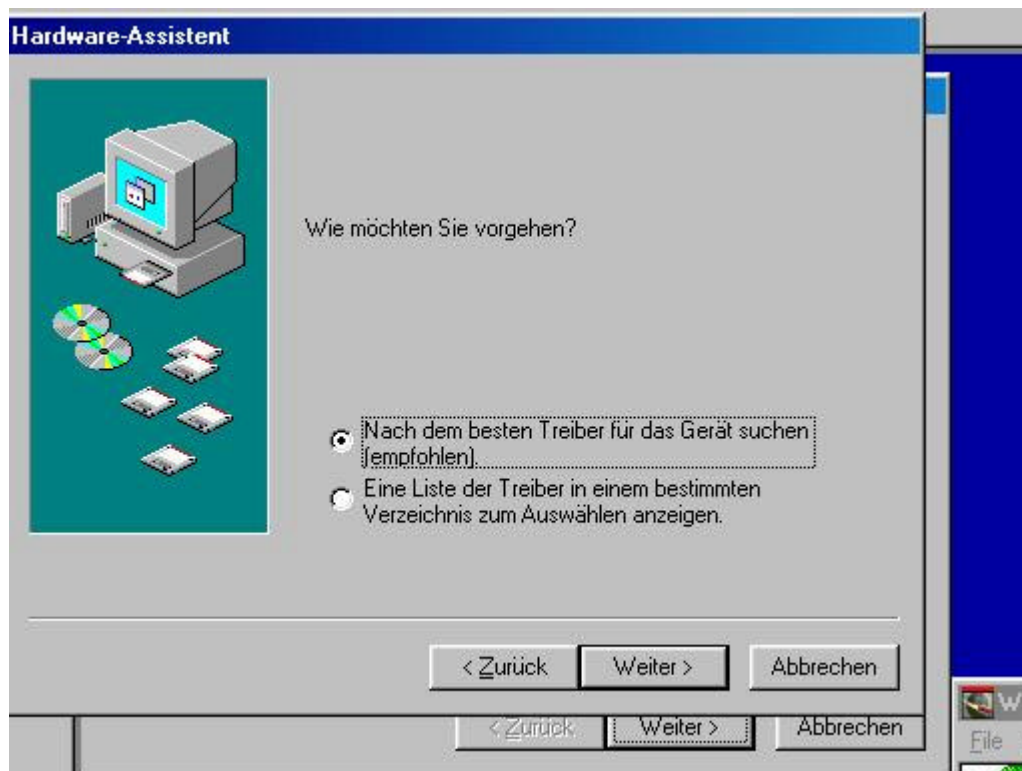 Hardware-Assistent
Wie möchten Sie vorgehen?
Nach dem besten Treiber für das Gerät suchen
(empfohlen).
Eine Liste der Treiber in einem bestimmten
Verzeichnis zum Auswählen anzeigen.
< Zurück
Weiter >
Abbrechen
< Zurück
Weiter >
Abbrechen
W
File